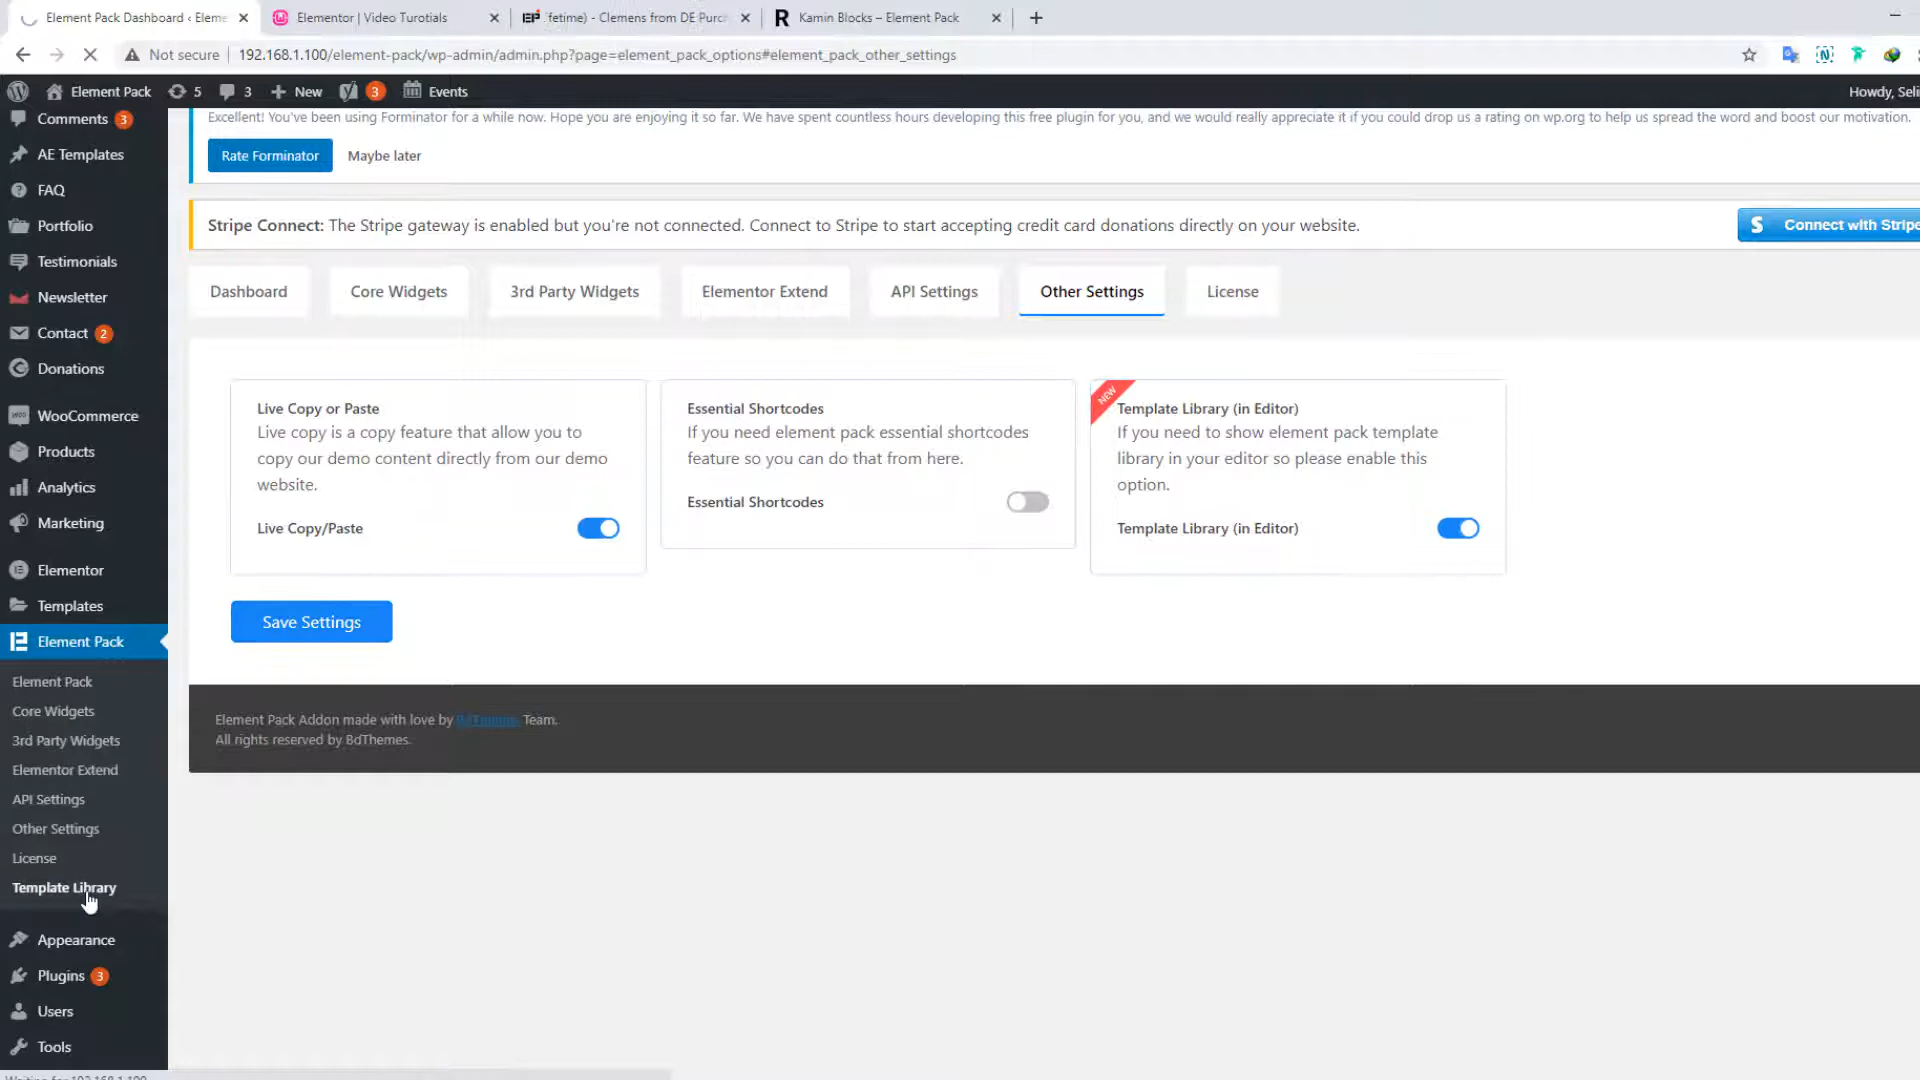 Element Pack Dashboard ‹ Eleme
Elementor | Video Turotials
fetime) - Clemens from DE Purc
Kamin Blocks – Element Pack
Not secure
192.168.1.100/element-pack/wp-admin/admin.php?page=element_pack_options#element_pack_other_settings
Element Pack
5
3
New
3
Events
Howdy, Seli
Comments 3
AE Templates
FAQ
Portfolio
Testimonials
Newsletter
Contact 2
Donations
WooCommerce
Products
Analytics
Marketing
Elementor
Templates
Element Pack
Element Pack
Core Widgets
3rd Party Widgets
Elementor Extend
API Settings
Other Settings
License
Template Library
Appearance
Plugins 3
Users
Tools
Excellent! You've been using Forminator for a while now. Hope you are enjoying it so far. We have spent countless hours developing this free plugin for you, and we would really appreciate it if you could drop us a rating on wp.org to help us spread the word and boost our motivation.
Rate Forminator
Maybe later
Stripe Connect: The Stripe gateway is enabled but you're not connected. Connect to Stripe to start accepting credit card donations directly on your website.
S
Connect with Stripe
Dashboard
Core Widgets
3rd Party Widgets
Elementor Extend
API Settings
Other Settings
License
Live Copy or Paste
Live copy is a copy feature that allow you to
copy our demo content directly from our demo
website.
Live Copy/Paste
Essential Shortcodes
If you need element pack essential shortcodes
feature so you can do that from here.
Essential Shortcodes
NEW
Template Library (in Editor)
If you need to show element pack template
library in your editor so please enable this
option.
Template Library (in Editor)
Save Settings
Element Pack Addon made with love by BdThemes Team.
All rights reserved by BdThemes.
Waiting for 192.168.1.100